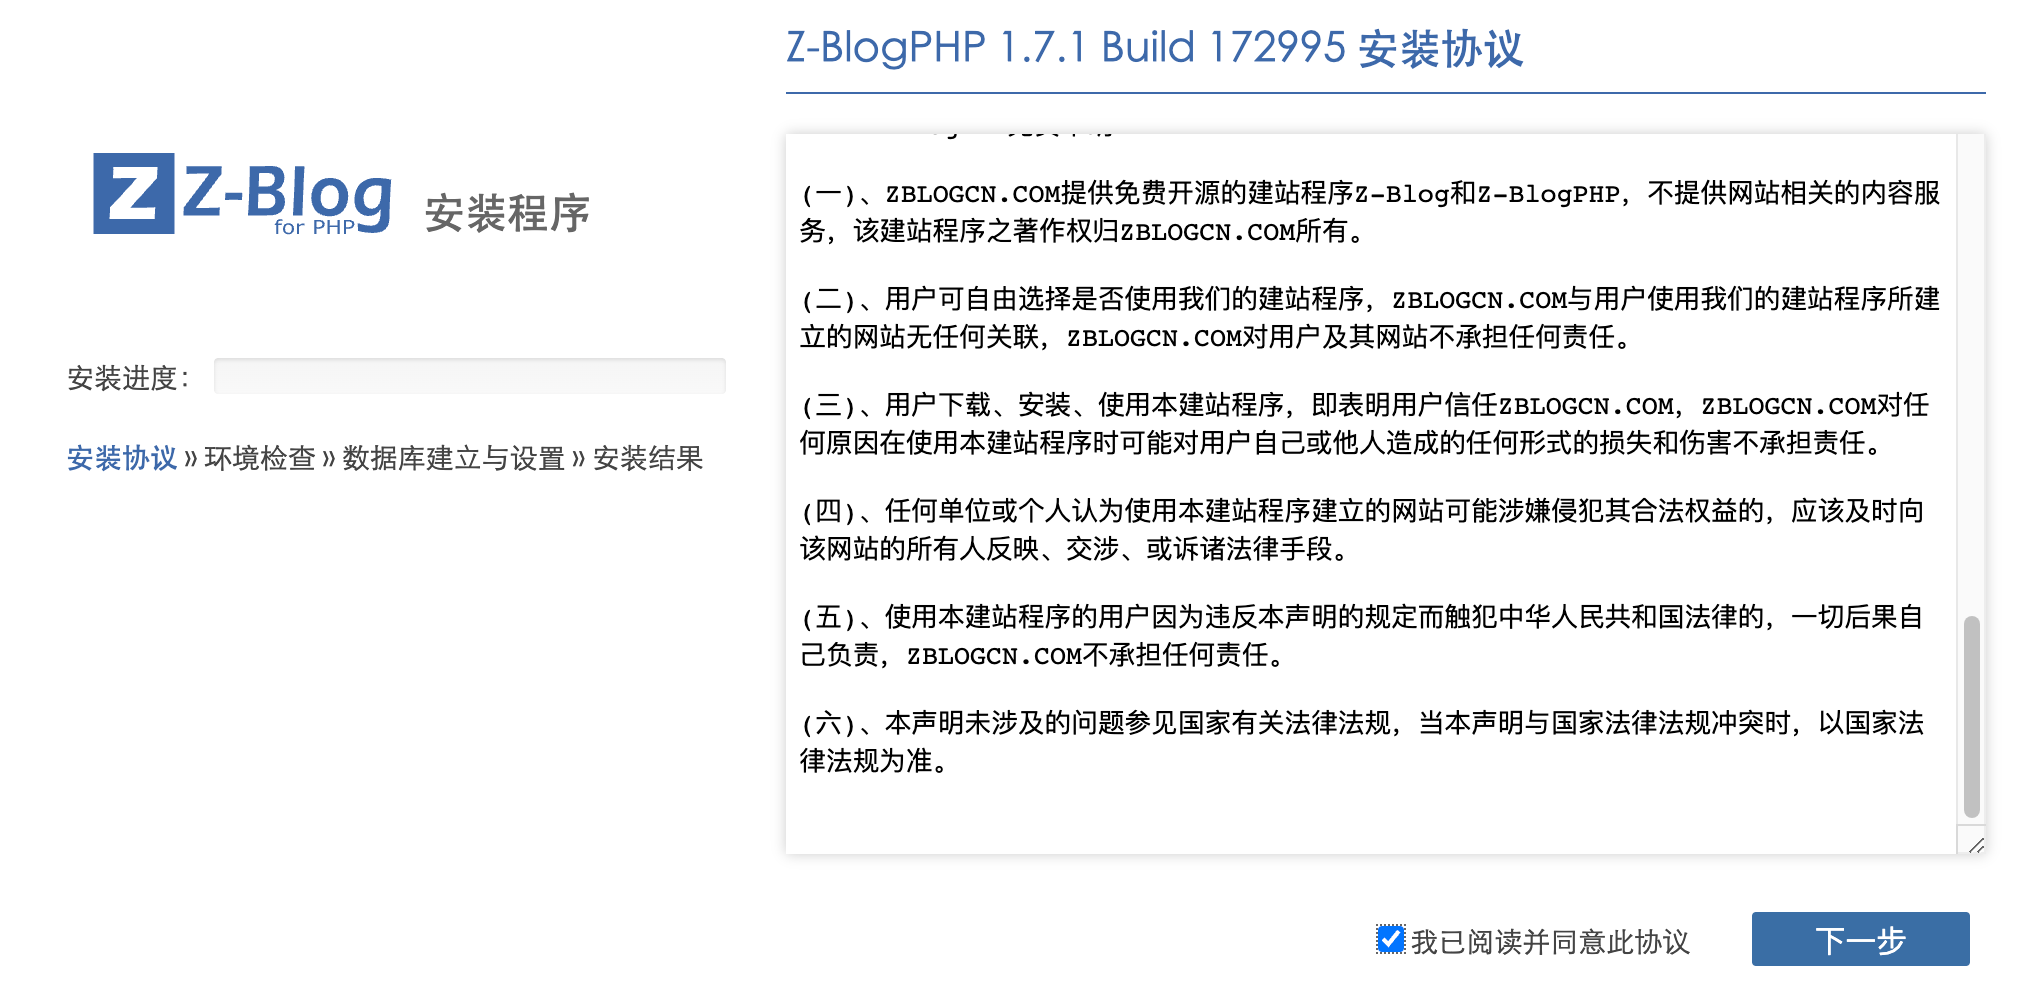 Z-BlogPHP 1.7.1 Build 172995 安装协议
Z Z-Blog
for PHP
安装程序
安装进度：
安装协议 » 环境检查 » 数据库建立与设置 » 安装结果
(一)、ZBLOGCN.COM提供免费开源的建站程序Z-Blog和Z-BlogPHP，不提供网站相关的内容服
务，该建站程序之著作权归ZBLOGCN.COM所有。
(二)、用户可自由选择是否使用我们的建站程序，ZBLOGCN.COM与用户使用我们的建站程序所建
立的网站无任何关联，ZBLOGCN.COM对用户及其网站不承担任何责任。
(三)、用户下载、安装、使用本建站程序，即表明用户信任ZBLOGCN.COM，ZBLOGCN.COM对任
何原因在使用本建站程序时可能对用户自己或他人造成的任何形式的损失和伤害不承担责任。
(四)、任何单位或个人认为使用本建站程序建立的网站可能涉嫌侵犯其合法权益的，应该及时向
该网站的所有人反映、交涉、或诉诸法律手段。
(五)、使用本建站程序的用户因为违反本声明的规定而触犯中华人民共和国法律的，一切后果自
己负责，ZBLOGCN.COM不承担任何责任。
(六)、本声明未涉及的问题参见国家有关法律法规，当本声明与国家法律法规冲突时，以国家法
律法规为准。
我已阅读并同意此协议
下一步